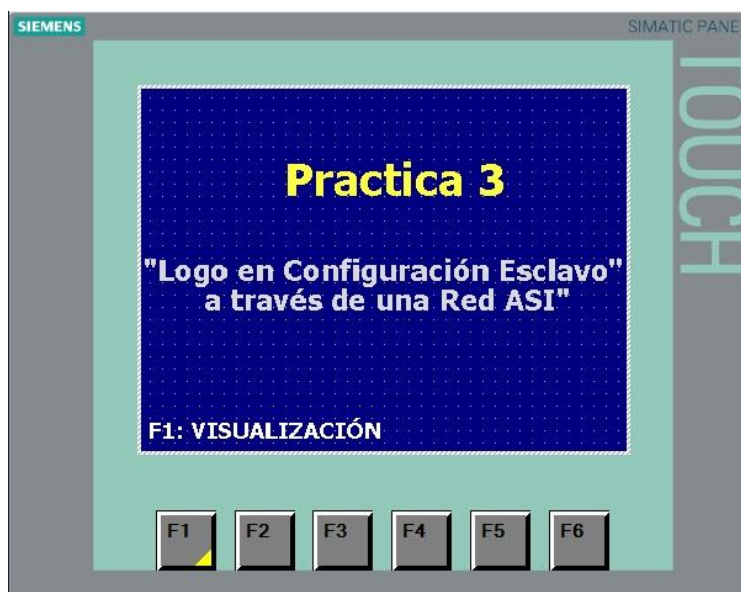 SIEMENS
SIMATIC PANE
TOUCH
Practica 3
"Logo en Configuración Esclavo"
a través de una Red ASI"
F1: VISUALIZACIÓN
F1 F2 F3 F4 F5 F6